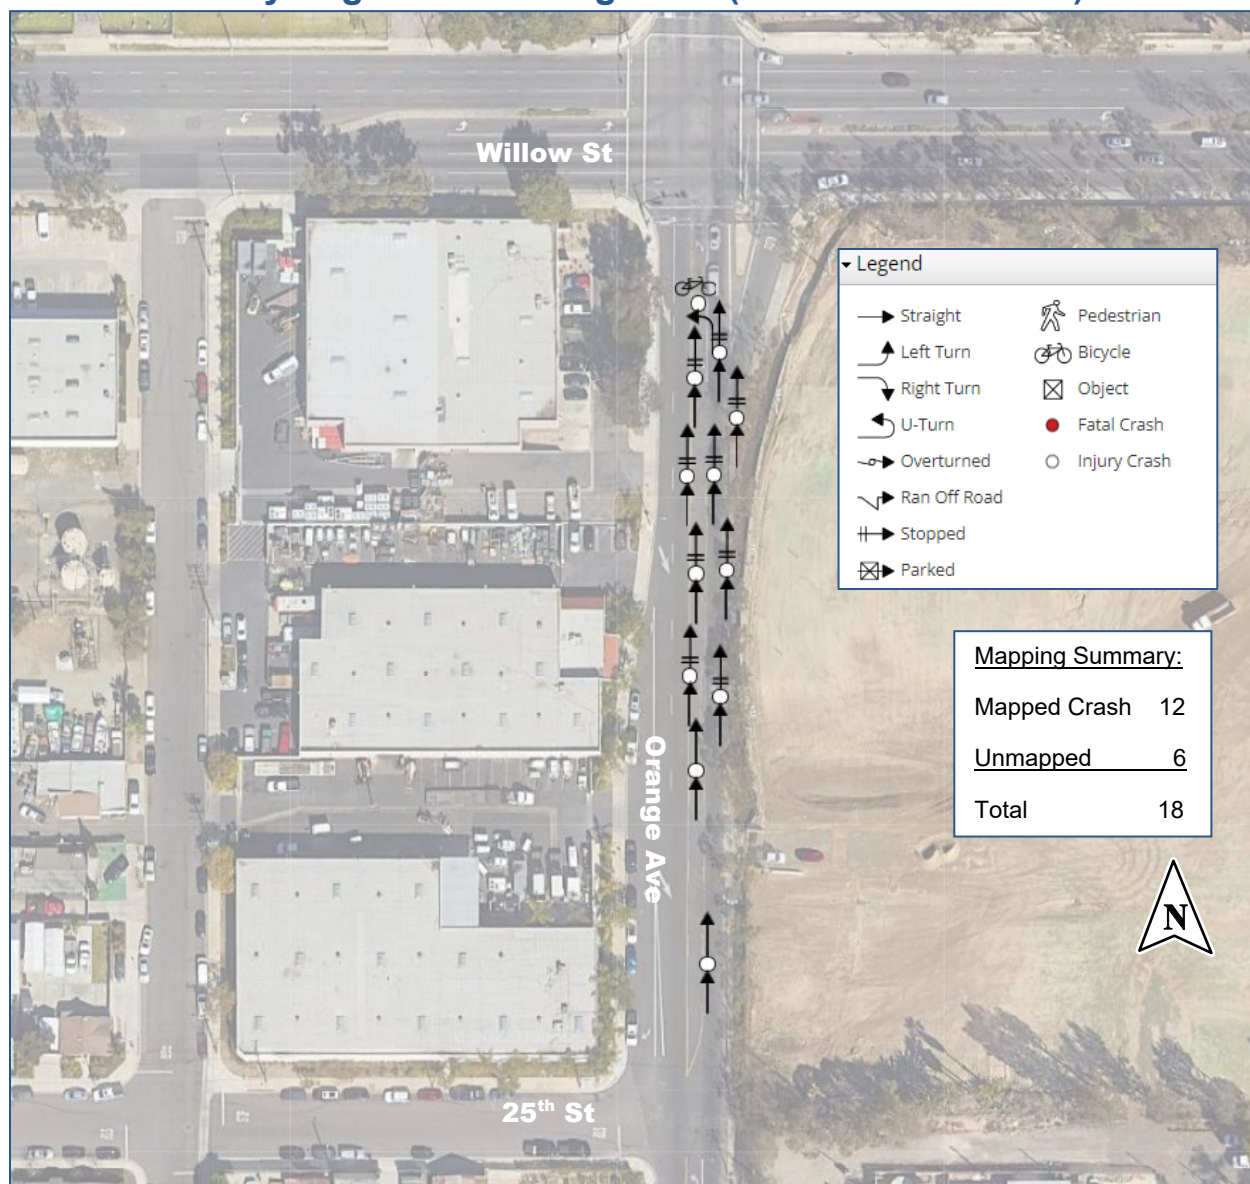 Willow St
Legend
Straight
Pedestrian
Left Turn
Bicycle
Right Turn
Object
U-Turn
Fatal Crash
Overturned
Injury Crash
Ran Off Road
Stopped
Parked
Mapping Summary:
Mapped Crash 12
Unmapped 6
Total 18
Orange Ave
N
25th St